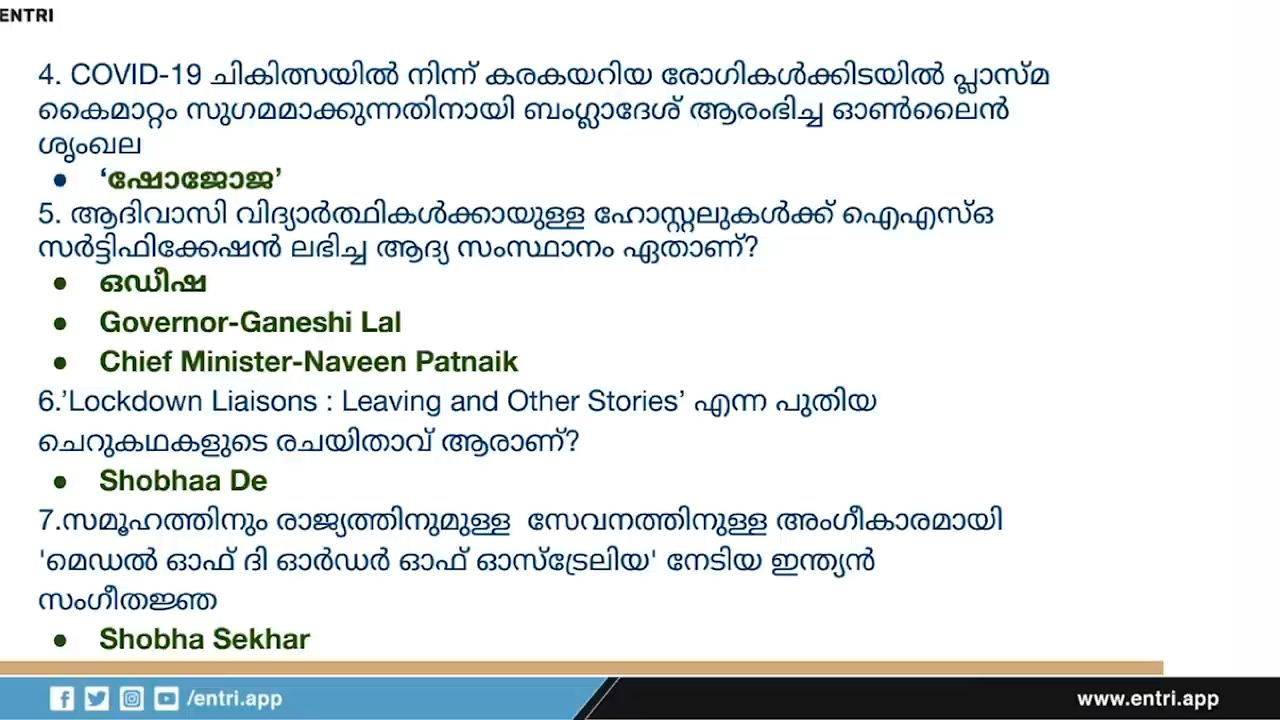 ENTRI
4. COVID-19 ചികിത്സയിൽ നിന്ന് കരകയറിയ രോഗികൾക്കിടയിൽ പ്ലാസ്മ
കൈമാറ്റം സുഗമമാക്കുന്നതിനായി ബംഗ്ലാദേശ് ആരംഭിച്ച ഓൺലൈൻ
ശൃംഖല
● ‘ഷോജോജ’
5. ആദിവാസി വിദ്യാർത്ഥികൾക്കായുള്ള ഹോസ്റ്റലുകൾക്ക് ഐഎസ്ഒ
സർട്ടിഫിക്കേഷൻ ലഭിച്ച ആദ്യ സംസ്ഥാനം ഏതാണ്?
● ഒഡീഷ
● Governor-Ganeshi Lal
● Chief Minister-Naveen Patnaik
6.’Lockdown Liaisons : Leaving and Other Stories’ എന്ന പുതിയ
ചെറുകഥകളുടെ രചയിതാവ് ആരാണ്?
● Shobhaa De
7.സമൂഹത്തിനും രാജ്യത്തിനുമുള്ള സേവനത്തിനുള്ള അംഗീകാരമായി
'മെഡൽ ഓഫ് ദി ഓർഡർ ഓഫ് ഓസ്ട്രേലിയ' നേടിയ ഇന്ത്യൻ
സംഗീതജ്ഞ
● Shobha Sekhar
/entri.app
www.entri.app